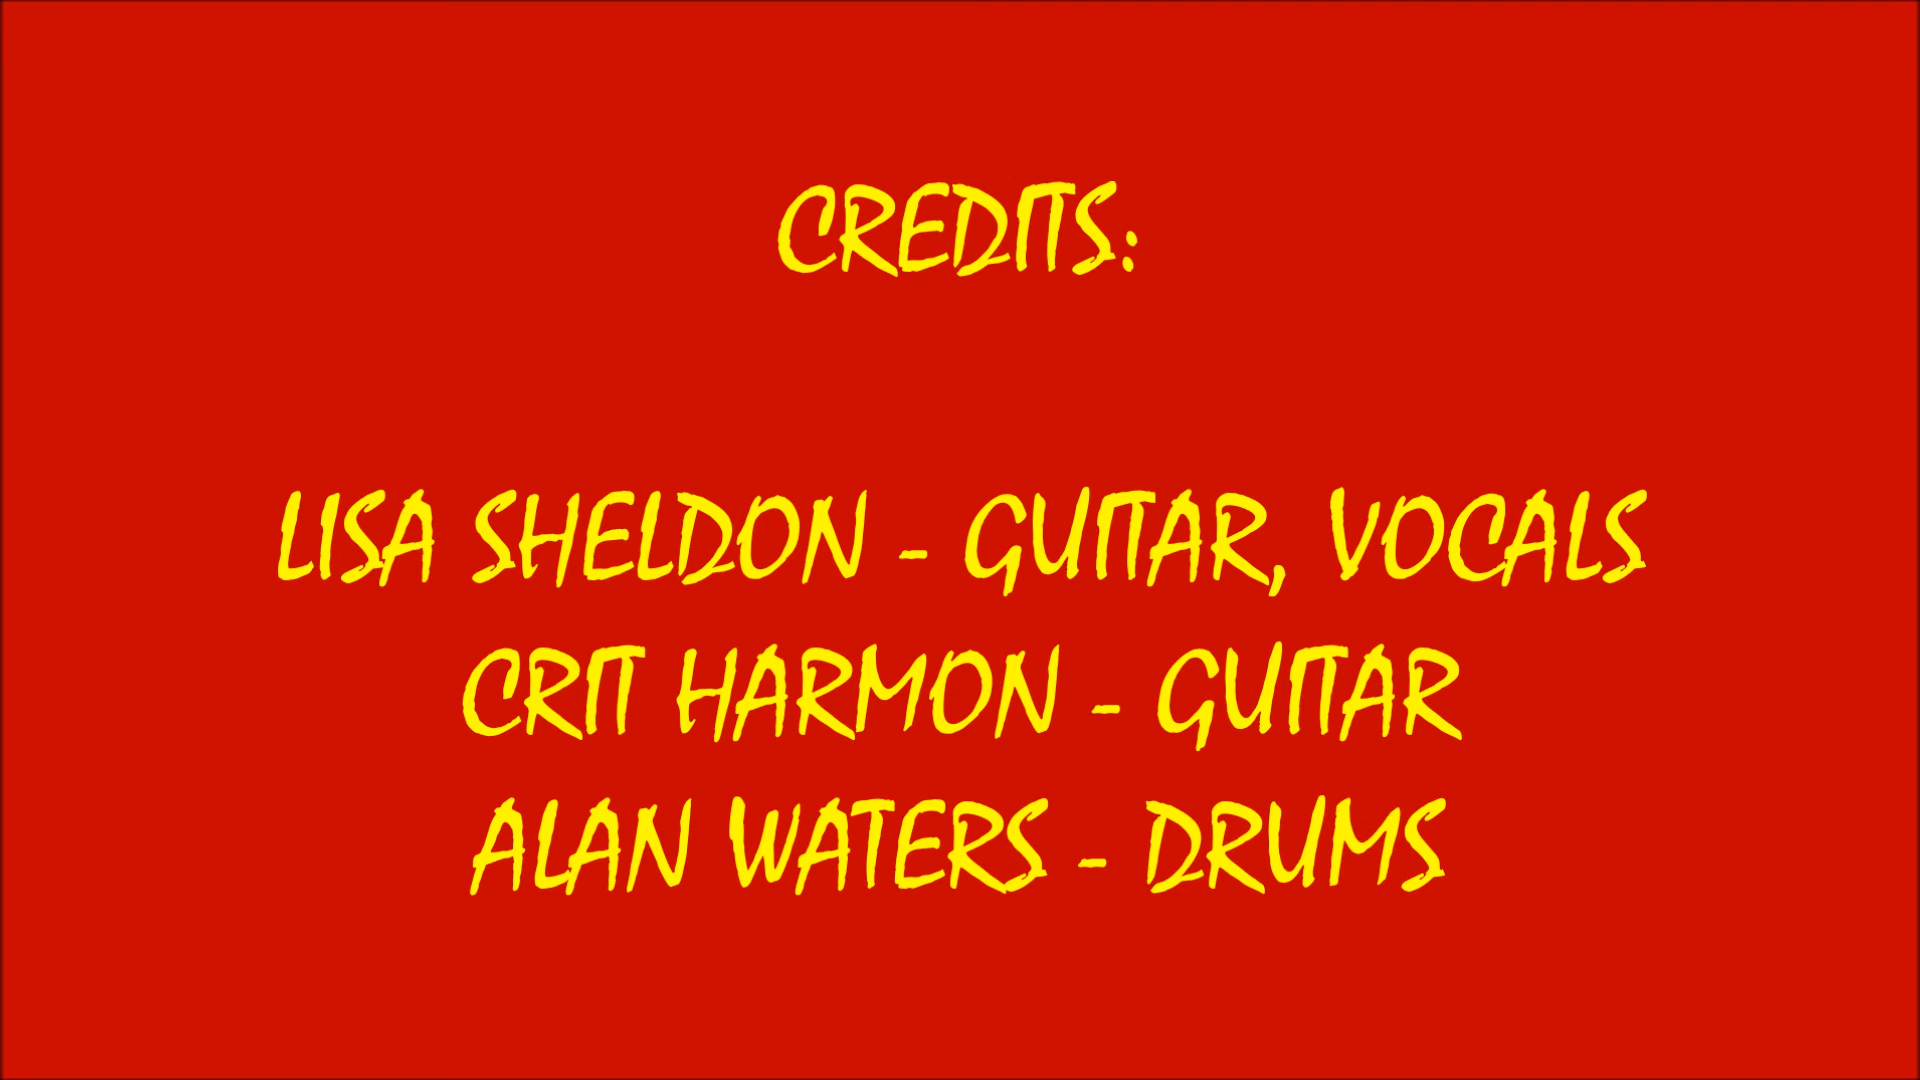 CREDITS:
LISA SHELDON - GUITAR, VOCALS
CRIT HARMON - GUITAR
ALAN WATERS - DRUMS